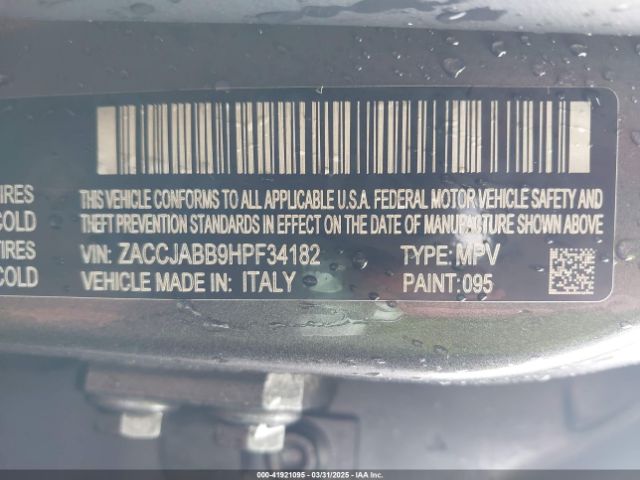 THIS VEHICLE CONFORMS TO ALL APPLICABLE U.S.A. FEDERAL MOTOR VEHICLE SAFETY AND
THEFT PREVENTION STANDARDS IN EFFECT ON THE DATE OF MANUFACTURE SHOWN ABOVE
VIN: ZACCJABB9HPF34182 TYPE: MPV
VEHICLE MADE IN: ITALY PAINT: 095
IRES
COLD
IRES
COLD
000-41921095 - 03/31/2025 - IAAI, Inc.